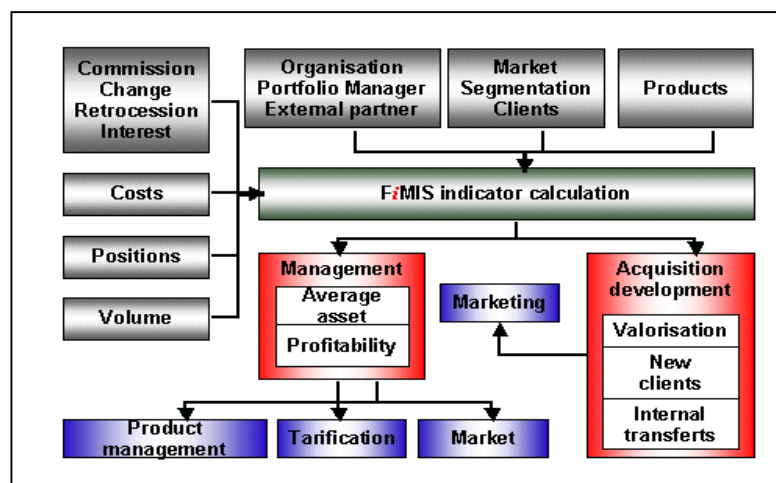 Commission
Change
Retrocession
Interest
Organisation
Portfolio Manager
External partner
Market
Segmentation
Clients
Products
Costs
FiMIS indicator calculation
Positions
Volume
Management
Average
asset
Profitability
Marketing
Acquisition
development
Valorisation
New
clients
Internal
transferts
Product
management
Tarification
Market